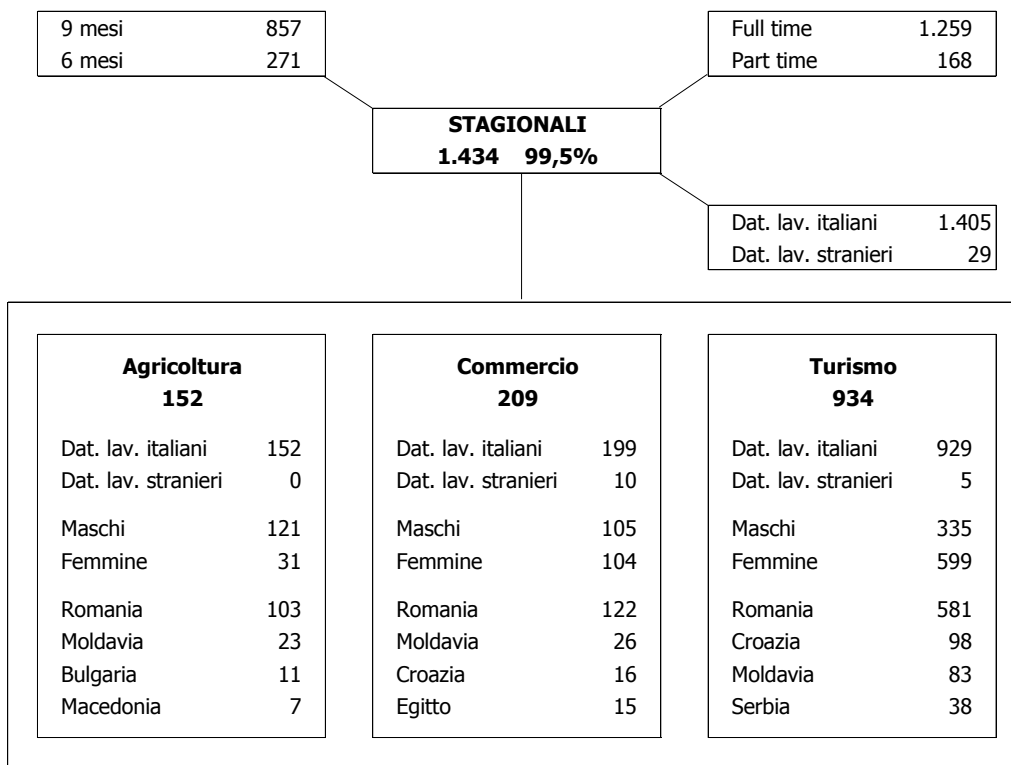 9 mesi 857
6 mesi 271
Full time 1.259
Part time 168
STAGIONALI
1.434 99,5%
Dat. lav. italiani 1.405
Dat. lav. stranieri 29
Agricoltura
152
Dat. lav. italiani 152
Dat. lav. stranieri 0
Maschi 121
Femmine 31
Romania 103
Moldavia 23
Bulgaria 11
Macedonia 7
Commercio
209
Dat. lav. italiani 199
Dat. lav. stranieri 10
Maschi 105
Femmine 104
Romania 122
Moldavia 26
Croazia 16
Egitto 15
Turismo
934
Dat. lav. italiani 929
Dat. lav. stranieri 5
Maschi 335
Femmine 599
Romania 581
Croazia 98
Moldavia 83
Serbia 38